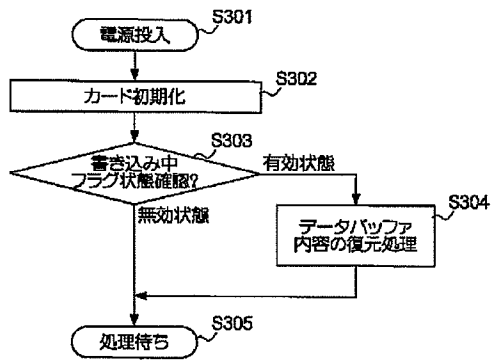 S301
電源投入
S302
カード初期化
S303
書き込み中
フラグ状態確認?
有効状態
無効状態
S304
データバッファ
内容の復元処理
S305
処理待ち